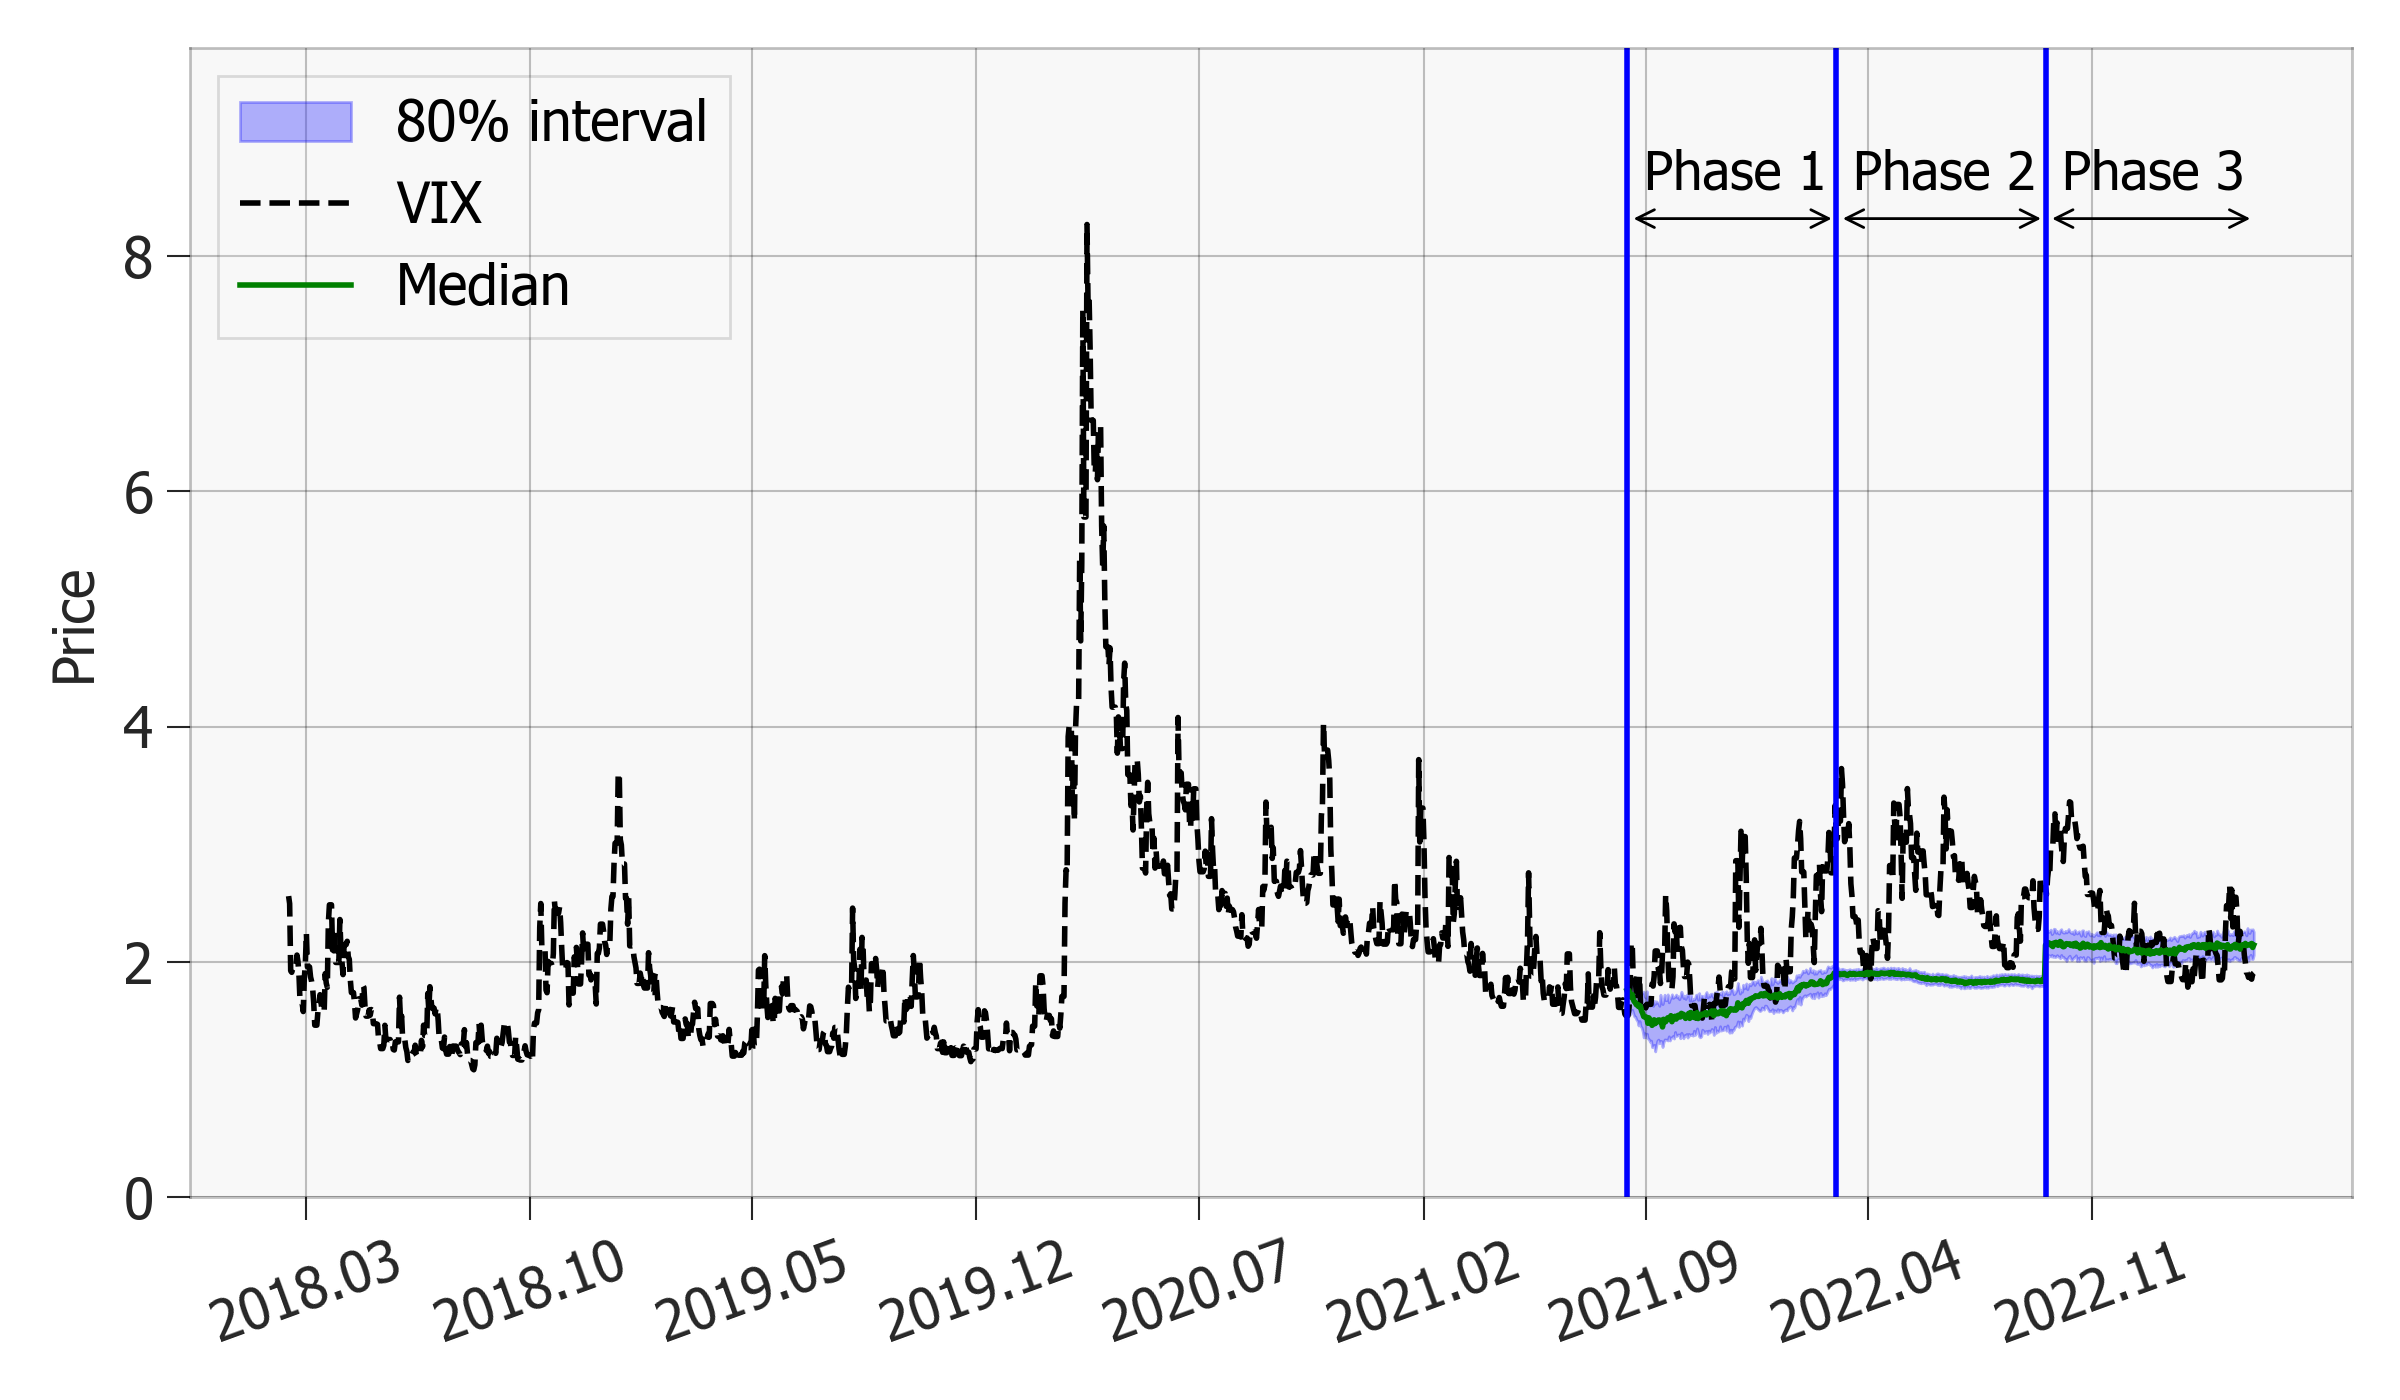 80% interval
VIX
Median
Phase 1
Phase 2
Phase 3
Price
8
6
4
2
0
2018.03
2018.10
2019.05
2019.12
2020.07
2021.02
2021.09
2022.04
2022.11